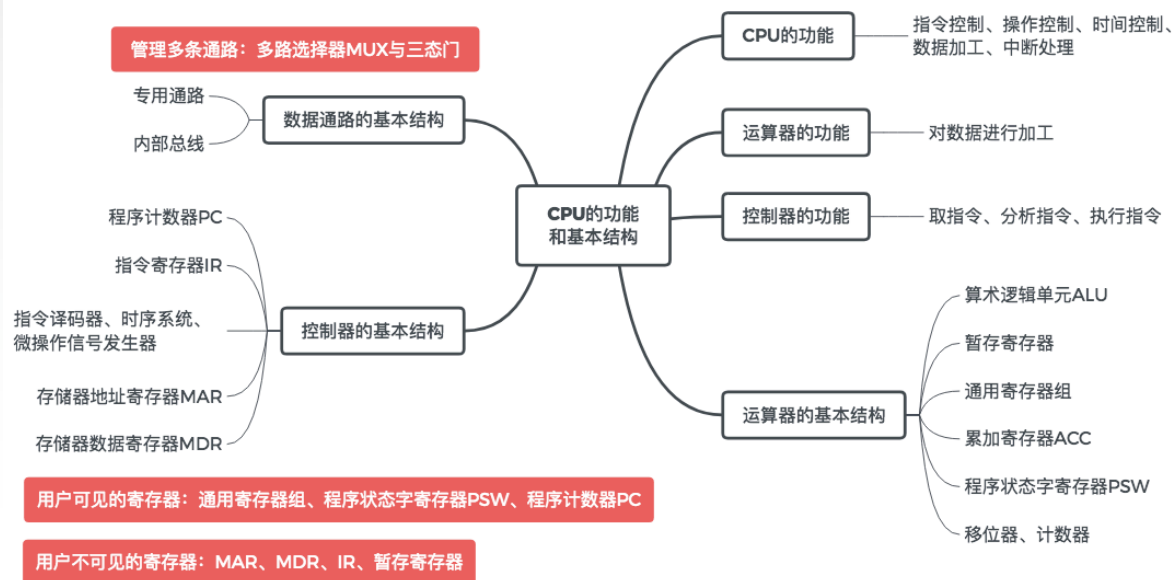 管理多条通路：多路选择器MUX与三态门
专用通路
内部总线
数据通路的基本结构
程序计数器PC
指令寄存器IR
指令译码器、时序系统、
微操作信号发生器
存储器地址寄存器MAR
存储器数据寄存器MDR
控制器的基本结构
用户可见的寄存器：通用寄存器组、程序状态字寄存器PSW、程序计数器PC
用户不可见的寄存器：MAR、MDR、IR、暂存寄存器
CPU的功能
和基本结构
CPU的功能
指令控制、操作控制、时间控制、
数据加工、中断处理
运算器的功能
对数据进行加工
控制器的功能
取指令、分析指令、执行指令
运算器的基本结构
算术逻辑单元ALU
暂存寄存器
通用寄存器组
累加寄存器ACC
程序状态字寄存器PSW
移位器、计数器